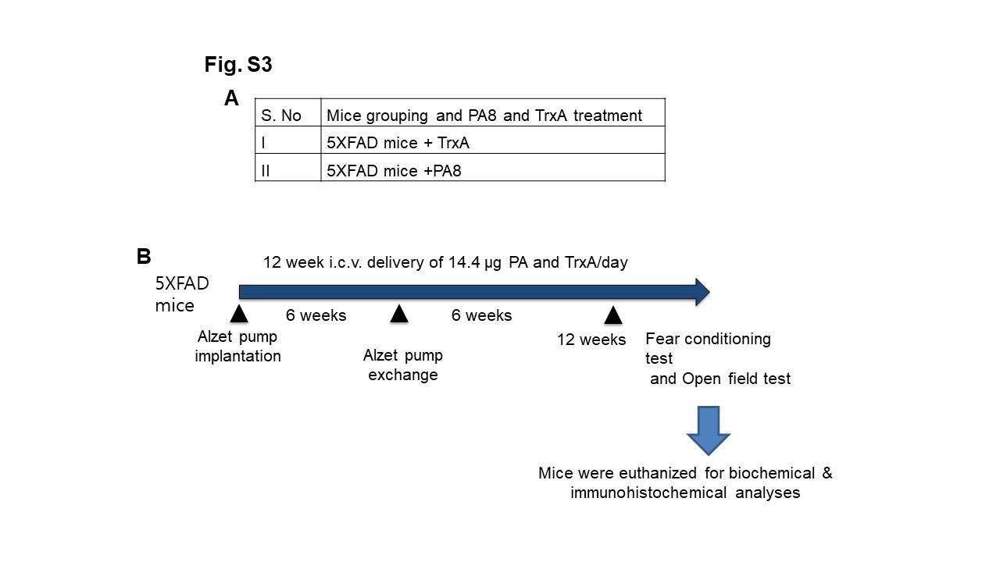 Fig. S3
A
S. No Mice grouping and PA8 and TrxA treatment
I 5XFAD mice + TrxA
II 5XFAD mice +PA8
B
12 week i.c.v. delivery of 14.4 µg PA and TrxA/day
5XFAD
mice
6 weeks
6 weeks
Alzet pump
implantation
Alzet pump
exchange
12 weeks
Fear conditioning
test
and Open field test
Mice were euthanized for biochemical &
immunohistochemical analyses